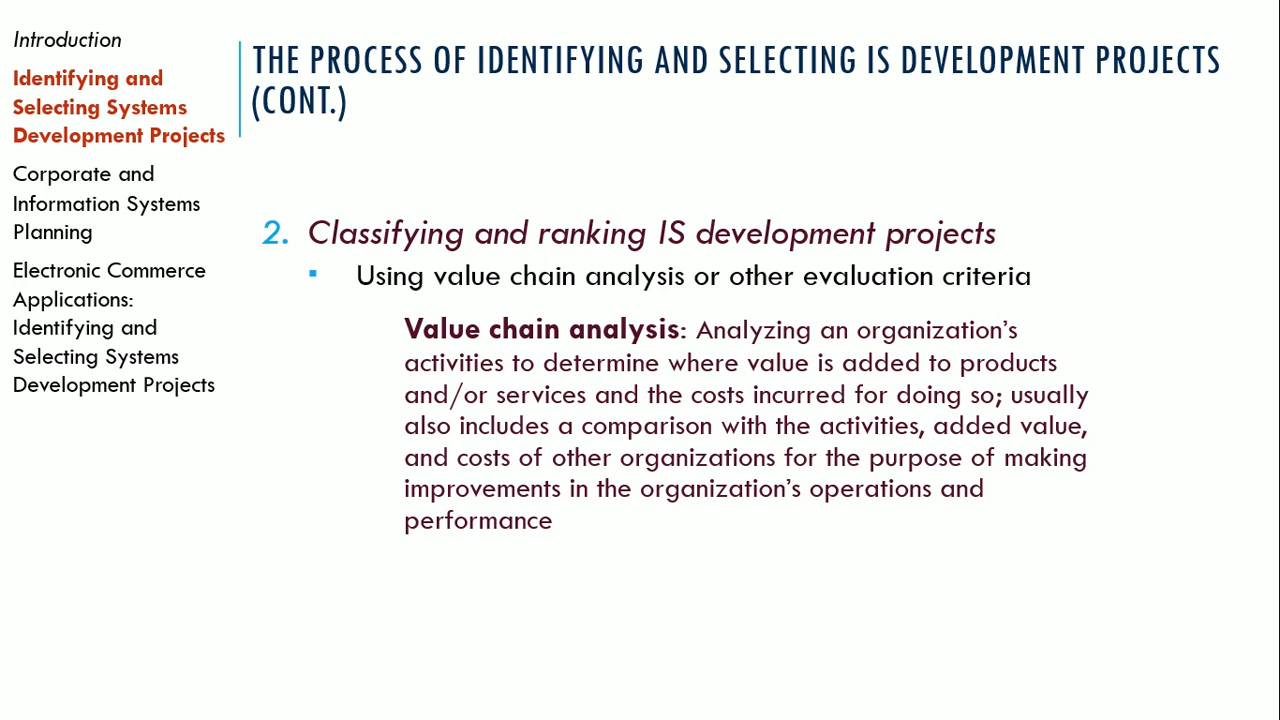 Introduction
Identifying and
Selecting Systems
Development Projects
Corporate and
Information Systems
Planning
Electronic Commerce
Applications:
Identifying and
Selecting Systems
Development Projects
THE PROCESS OF IDENTIFYING AND SELECTING IS DEVELOPMENT PROJECTS
(CONT.)
2. Classifying and ranking IS development projects
▪ Using value chain analysis or other evaluation criteria
Value chain analysis: Analyzing an organization’s
activities to determine where value is added to products
and/or services and the costs incurred for doing so; usually
also includes a comparison with the activities, added value,
and costs of other organizations for the purpose of making
improvements in the organization’s operations and
performance